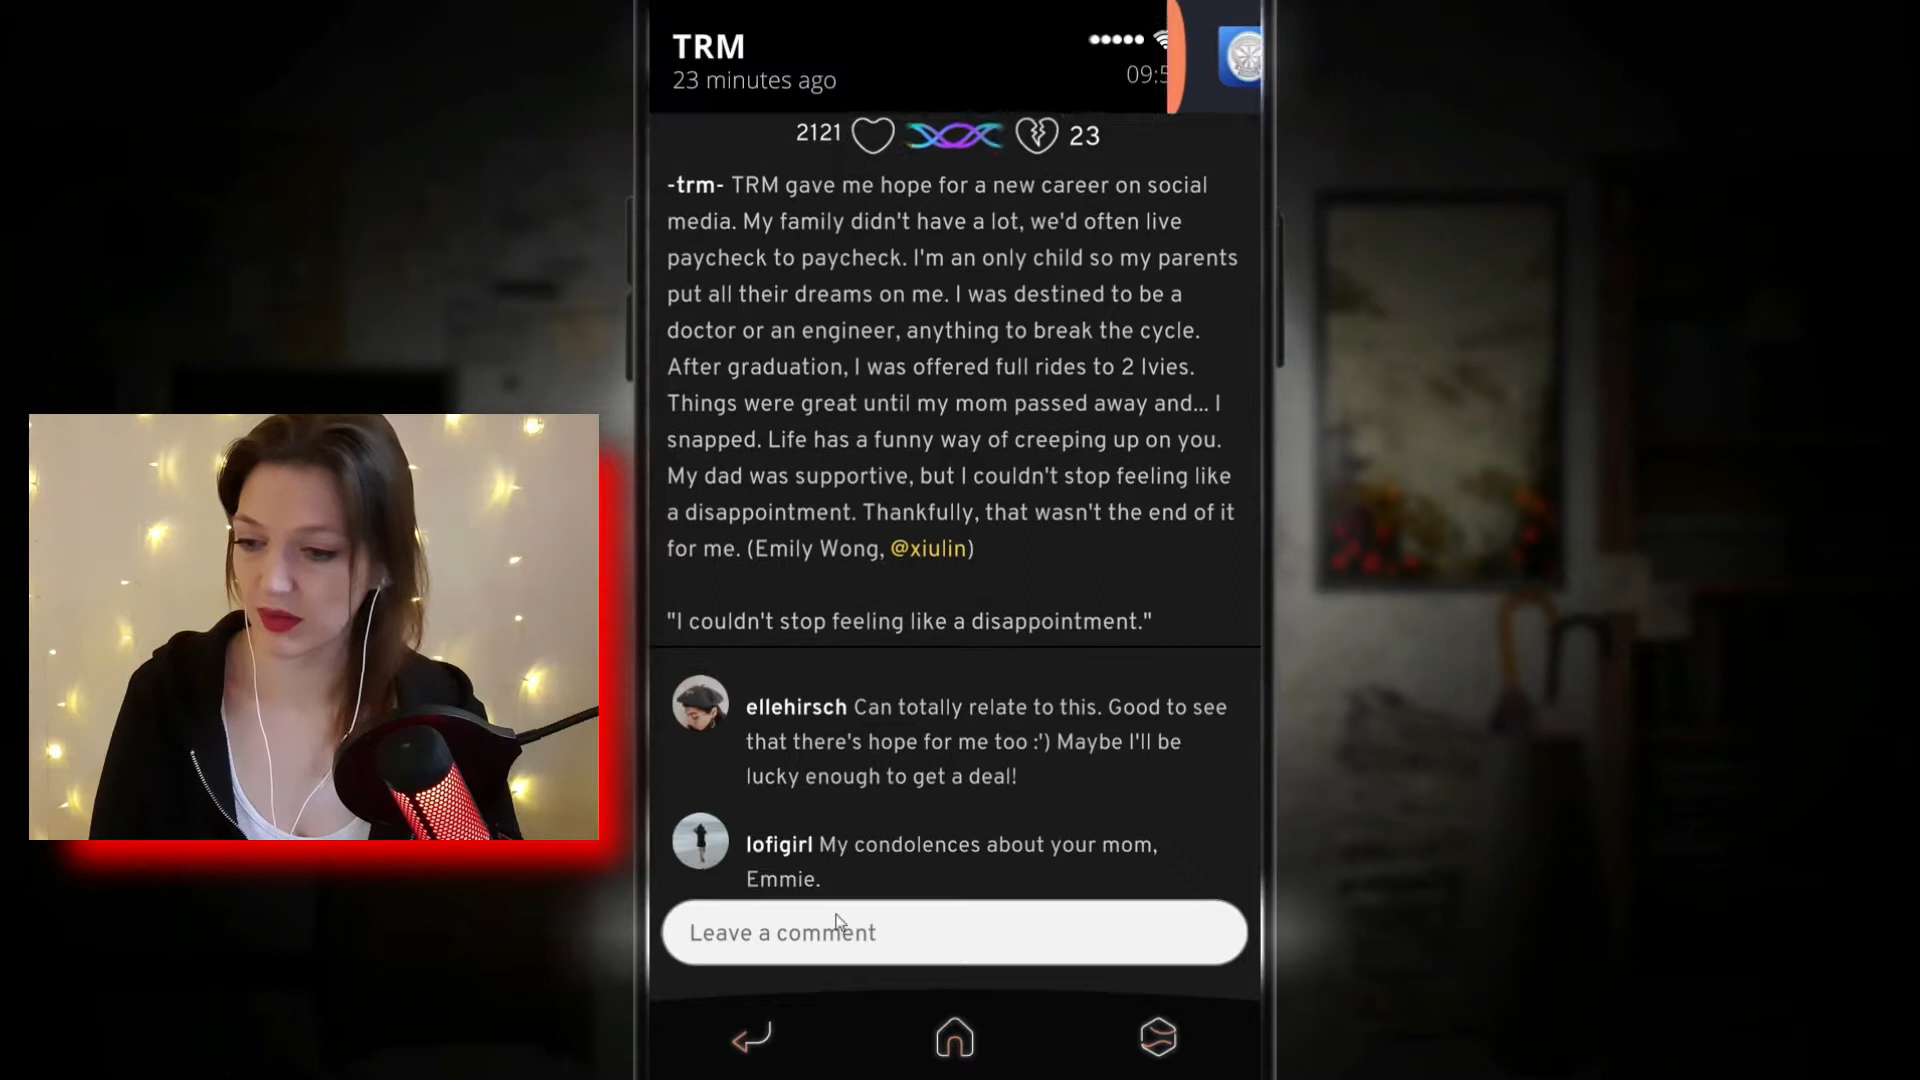 TRM
23 minutes ago
09:5
2121 23
-trm- TRM gave me hope for a new career on social
media. My family didn't have a lot, we'd often live
paycheck to paycheck. I'm an only child so my parents
put all their dreams on me. I was destined to be a
doctor or an engineer, anything to break the cycle.
After graduation, I was offered full rides to 2 Ivies.
Things were great until my mom passed away and... I
snapped. Life has a funny way of creeping up on you.
My dad was supportive, but I couldn't stop feeling like
a disappointment. Thankfully, that wasn't the end of it
for me. (Emily Wong, @xiulin)
"I couldn't stop feeling like a disappointment."
ellehirsch Can totally relate to this. Good to see
that there's hope for me too :') Maybe I'll be
lucky enough to get a deal!
lofigirl My condolences about your mom,
Emmie.
Leave a comment